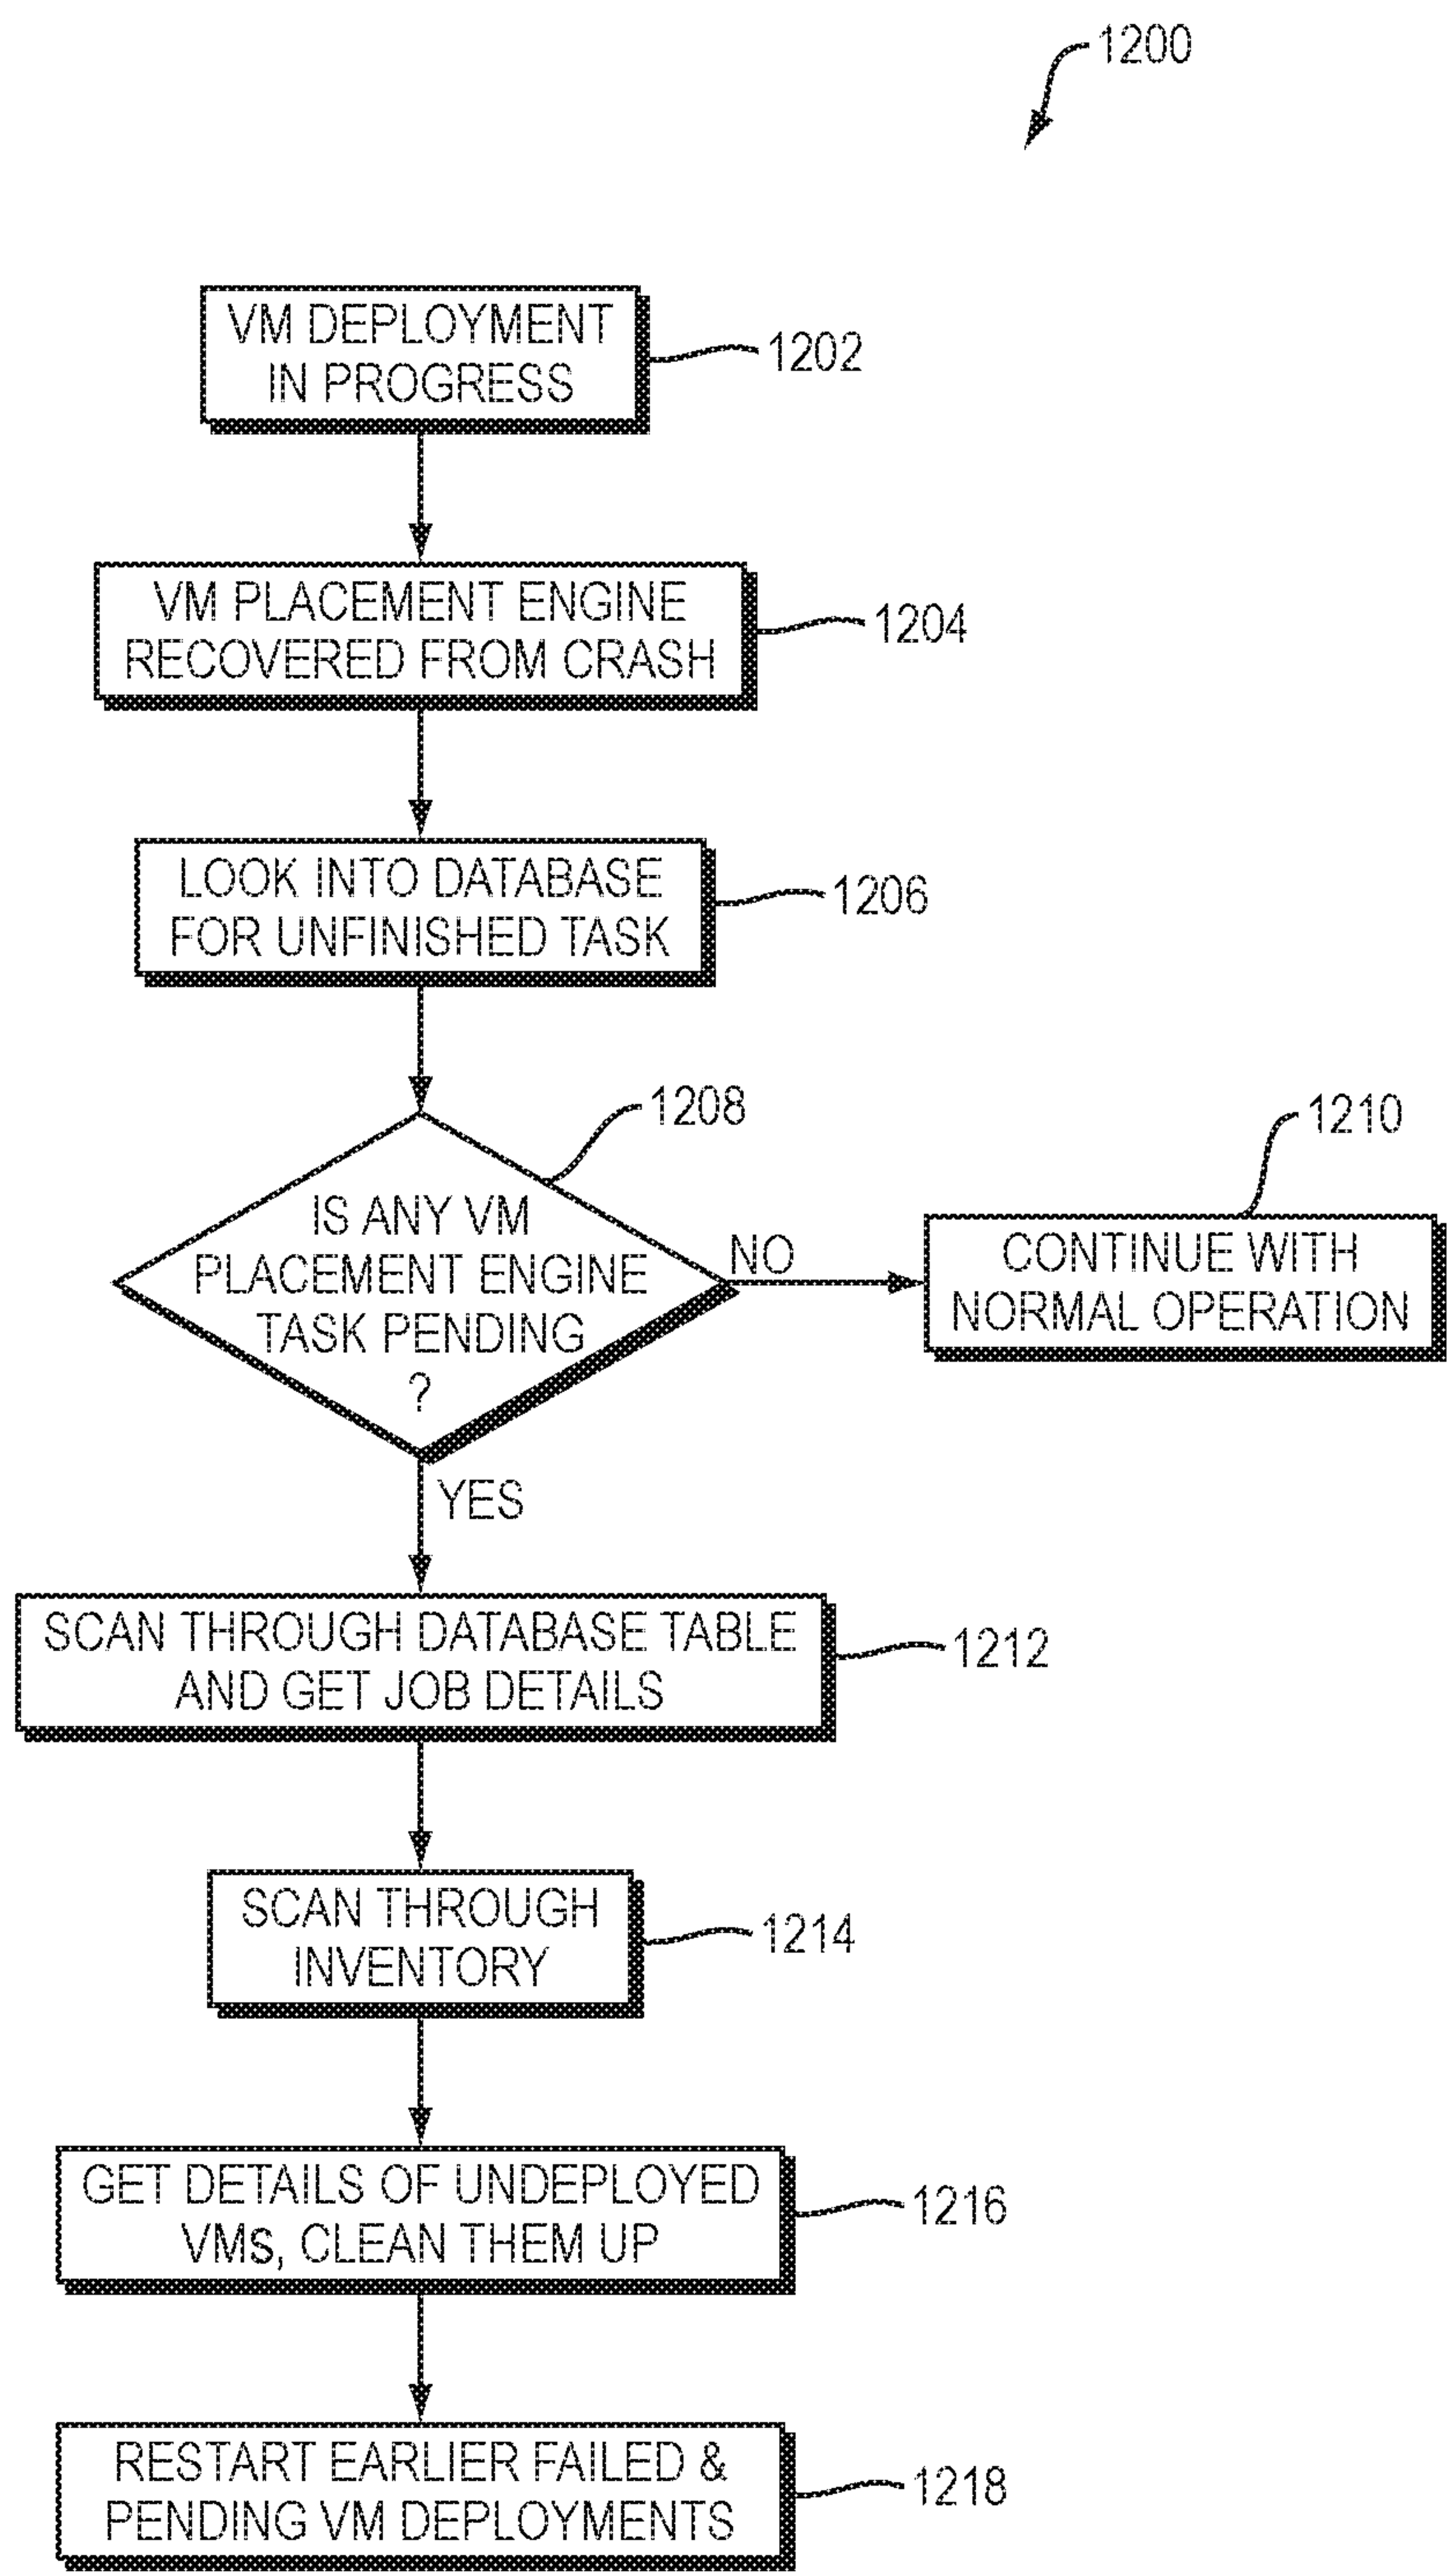 1200
VM DEPLOYMENT
IN PROGRESS
1202
VM PLACEMENT ENGINE
RECOVERED FROM CRASH
1204
LOOK INTO DATABASE
FOR UNFINISHED TASK
1206
1208
IS ANY VM
PLACEMENT ENGINE
TASK PENDING
?
NO
1210
CONTINUE WITH
NORMAL OPERATION
YES
SCAN THROUGH DATABASE TABLE
AND GET JOB DETAILS
1212
SCAN THROUGH
INVENTORY
1214
GET DETAILS OF UNDEPLOYED
VMs, CLEAN THEM UP
1216
RESTART EARLIER FAILED &
PENDING VM DEPLOYMENTS
1218